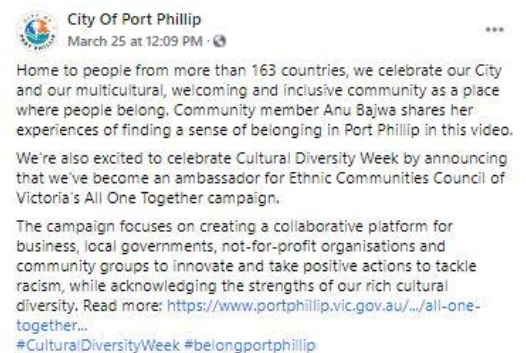 City Of Port Phillip
March 25 at 12:09 PM ·
Home to people from more than 163 countries, we celebrate our City
and our multicultural, welcoming and inclusive community as a place
where people belong. Community member Anu Bajwa shares her
experiences of finding a sense of belonging in Port Phillip in this video.
We're also excited to celebrate Cultural Diversity Week by announcing
that we've become an ambassador for Ethnic Communities Council of
Victoria's All One Together campaign.
The campaign focuses on creating a collaborative platform for
business, local governments, not-for-profit organisations and
community groups to innovate and take positive actions to tackle
racism, while acknowledging the strengths of our rich cultural
diversity. Read more: https://www.portphillip.vic.gov.au/.../all-one-
together...
#CulturalDiversityWeek #belongportphillip